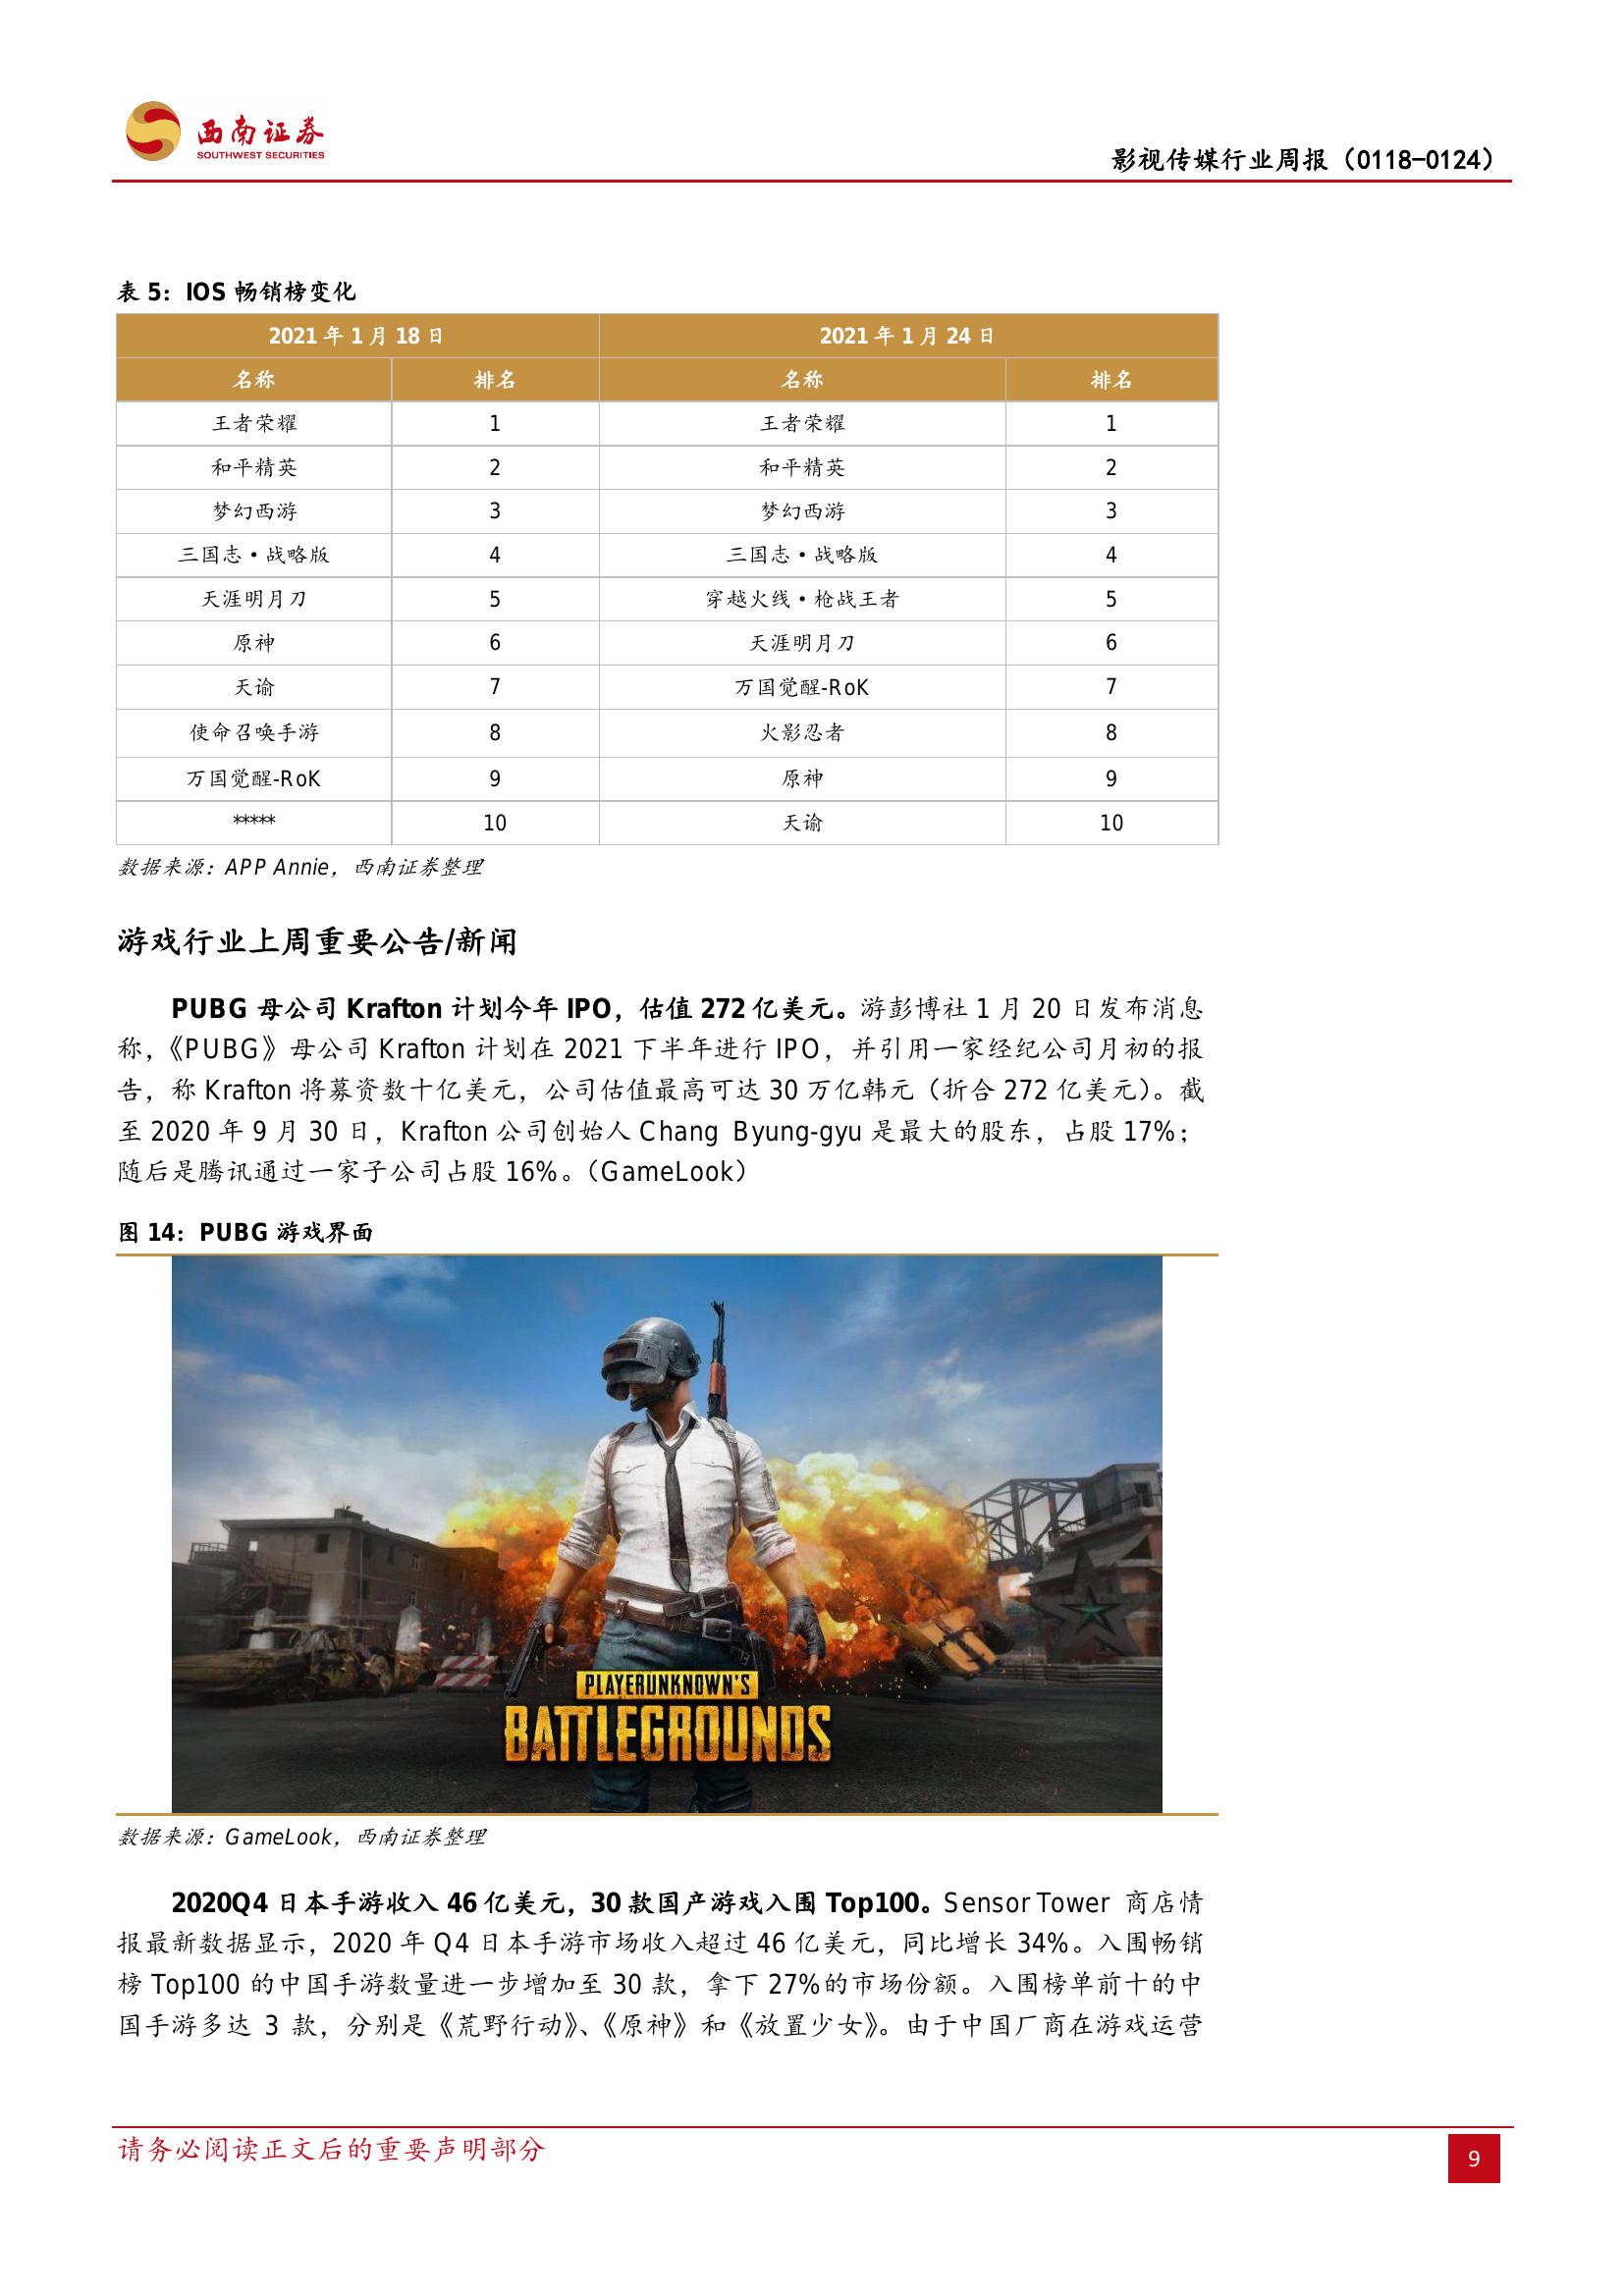 西南证券
SOUTHWEST SECURITIES
影视传媒行业周报（0118-0124）
表 5：IOS 畅销榜变化
2021 年 1 月 18 日 2021 年 1 月 24 日
名称 排名 名称 排名
王者荣耀 1 王者荣耀 1
和平精英 2 和平精英 2
梦幻西游 3 梦幻西游 3
三国志·战略版 4 三国志·战略版 4
天涯明月刀 5 穿越火线·枪战王者 5
原神 6 天涯明月刀 6
天谕 7 万国觉醒-RoK 7
使命召唤手游 8 火影忍者 8
万国觉醒-RoK 9 原神 9
***** 10 天谕 10
数据来源：APP Annie，西南证券整理
游戏行业上周重要公告/新闻
PUBG 母公司 Krafton 计划今年 IPO，估值 272 亿美元。游彭博社 1 月 20 日发布消息
称，《PUBG》母公司 Krafton 计划在 2021 下半年进行 IPO，并引用一家经纪公司月初的报
告，称 Krafton 将募资数十亿美元，公司估值最高可达 30 万亿韩元（折合 272 亿美元）。截
至 2020 年 9 月 30 日，Krafton 公司创始人 Chang Byung-gyu 是最大的股东，占股 17%；
随后是腾讯通过一家子公司占股 16%。（GameLook）
图 14：PUBG 游戏界面
PLAYERUNKNOWN'S
BATTLEGROUNDS
数据来源：GameLook，西南证券整理
2020Q4 日本手游收入 46 亿美元，30 款国产游戏入围 Top100。Sensor Tower 商店情
报最新数据显示，2020 年 Q4 日本手游市场收入超过 46 亿美元，同比增长 34%。入围畅销
榜 Top100 的中国手游数量进一步增加至 30 款，拿下 27%的市场份额。入围榜单前十的中
国手游多达 3 款，分别是《荒野行动》、《原神》和《放置少女》。由于中国厂商在游戏运营
请务必阅读正文后的重要声明部分
9